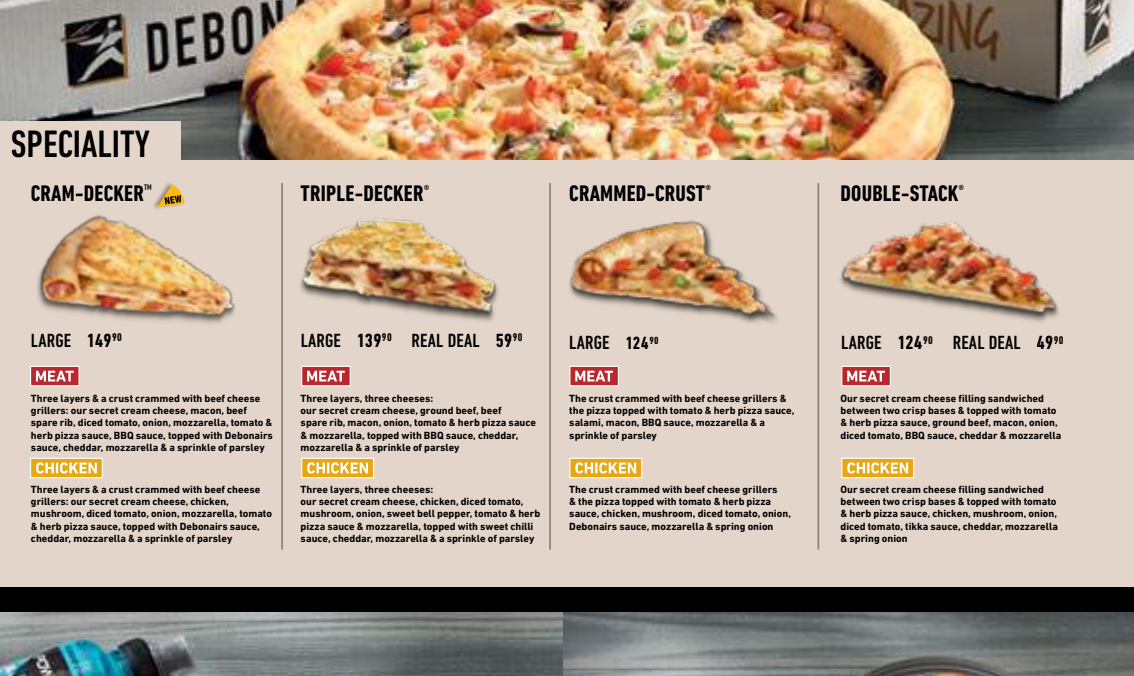 DEBON
AZING
SPECIALITY
CRAM-DECKER™ NEW
LARGE 149⁹⁰
MEAT
Three layers & a crust crammed with beef cheese
grillers: our secret cream cheese, macon, beef
spare rib, diced tomato, onion, mozzarella, tomato &
herb pizza sauce, BBQ sauce, topped with Debonairs
sauce, cheddar, mozzarella & a sprinkle of parsley
CHICKEN
Three layers & a crust crammed with beef cheese
grillers: our secret cream cheese, chicken,
mushroom, diced tomato, onion, mozzarella, tomato
& herb pizza sauce, topped with Debonairs sauce,
cheddar, mozzarella & a sprinkle of parsley
TRIPLE-DECKER®
LARGE 139⁹⁰ REAL DEAL 59⁹⁰
MEAT
Three layers, three cheeses:
our secret cream cheese, ground beef, beef
spare rib, macon, onion, tomato & herb pizza sauce
& mozzarella, topped with BBQ sauce, cheddar,
mozzarella & a sprinkle of parsley
CHICKEN
Three layers, three cheeses:
our secret cream cheese, chicken, diced tomato,
mushroom, onion, sweet bell pepper, tomato & herb
pizza sauce & mozzarella, topped with sweet chilli
sauce, cheddar, mozzarella & a sprinkle of parsley
CRAMMED-CRUST®
LARGE 124⁹⁰
MEAT
The crust crammed with beef cheese grillers &
the pizza topped with tomato & herb pizza sauce,
salami, macon, BBQ sauce, mozzarella & a
sprinkle of parsley
CHICKEN
The crust crammed with beef cheese grillers
& the pizza topped with tomato & herb pizza
sauce, chicken, mushroom, diced tomato, onion,
Debonairs sauce, mozzarella & spring onion
DOUBLE-STACK®
LARGE 124⁹⁰ REAL DEAL 49⁹⁰
MEAT
Our secret cream cheese filling sandwiched
between two crisp bases & topped with tomato
& herb pizza sauce, ground beef, macon, onion,
diced tomato, BBQ sauce, cheddar & mozzarella
CHICKEN
Our secret cream cheese filling sandwiched
between two crisp bases & topped with tomato
& herb pizza sauce, chicken, mushroom, onion,
diced tomato, tikka sauce, cheddar, mozzarella
& spring onion